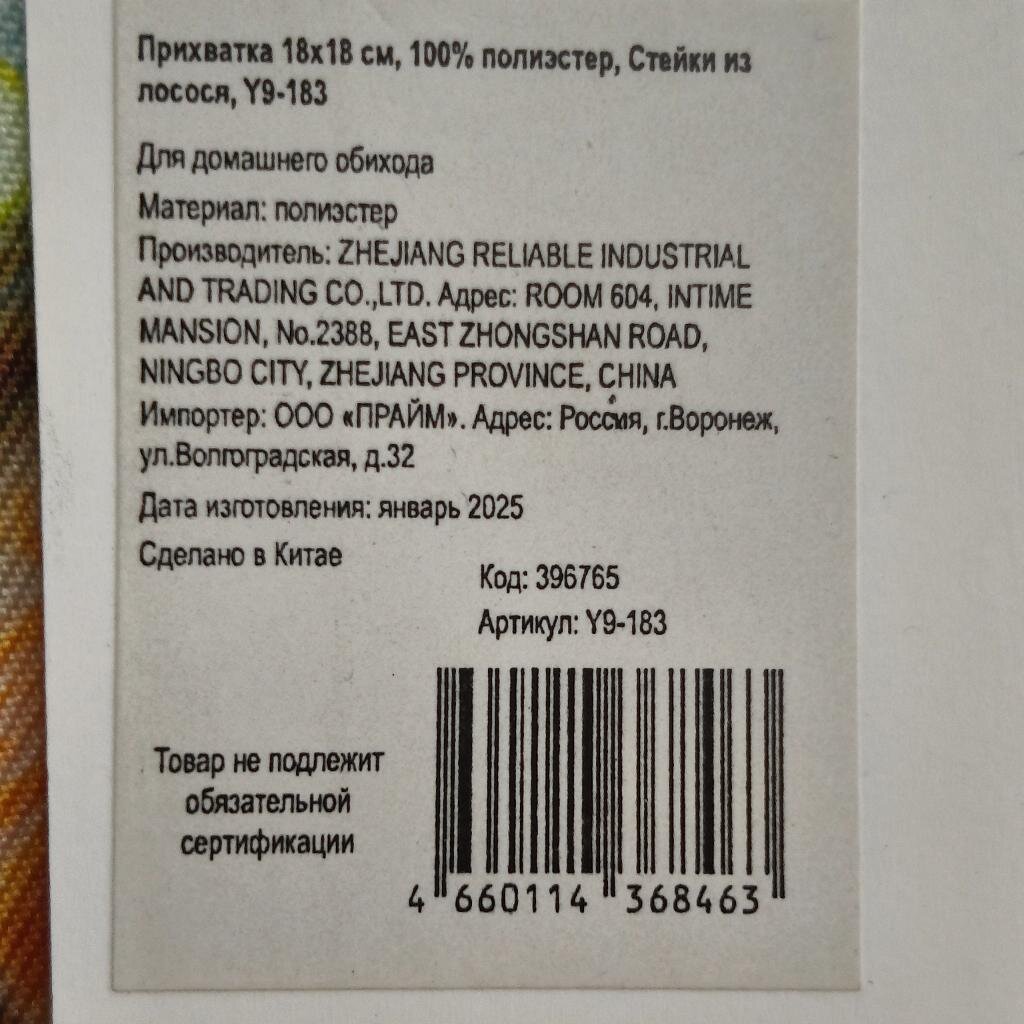 Прихватка 18х18 см, 100% полиэстер, Стейки из
лосося, Y9-183
Для домашнего обихода
Материал: полиэстер
Производитель: ZHEJIANG RELIABLE INDUSTRIAL
AND TRADING CO.,LTD. Адрес: ROOM 604, INTIME
MANSION, No.2388, EAST ZHONGSHAN ROAD,
NINGBO CITY, ZHEJIANG PROVINCE, CHINA
Импортер: ООО «ПРАЙМ». Адрес: Россия, г.Воронеж,
ул.Волгоградская, д.32
Дата изготовления: январь 2025
Сделано в Китае
Код: 396765
Артикул: Y9-183
Товар не подлежит
обязательной
сертификации
4 660114 368463